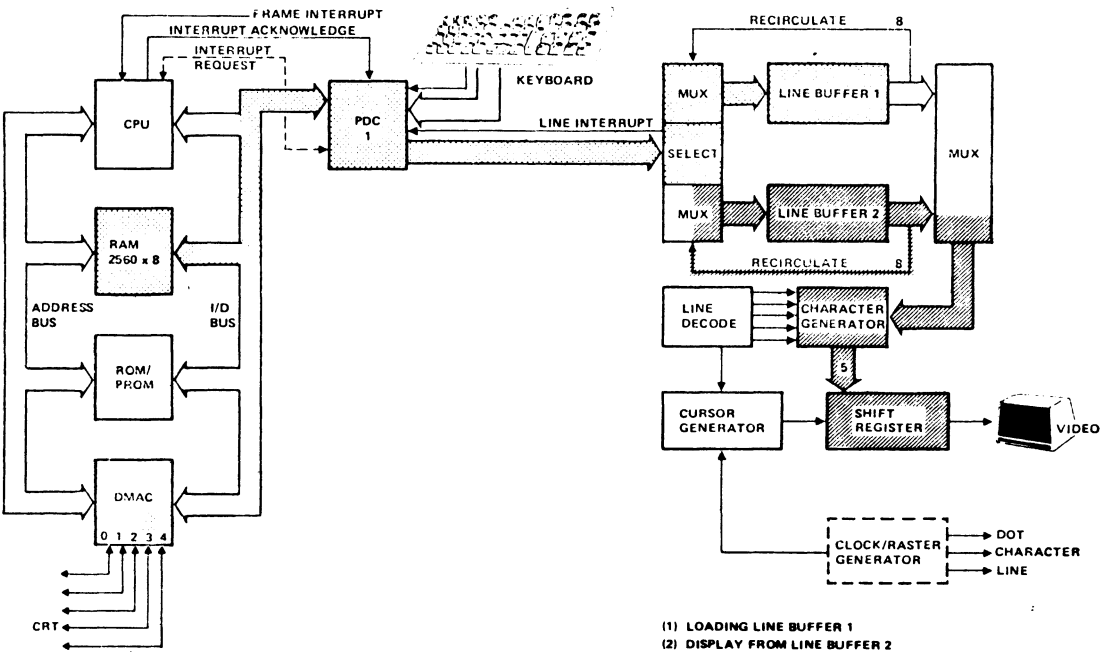 FRAME INTERRUPT
INTERRUPT ACKNOWLEDGE
INTERRUPT
REQUEST
CPU
RAM
2560 x 8
ADDRESS
BUS
I/D
BUS
ROM/
PROM
DMAC
0 1 2 3 4
CRT
PDC
1
KEYBOARD
LINE INTERRUPT
RECIRCULATE 8
MUX
LINE BUFFER 1
SELECT
MUX
MUX
LINE BUFFER 2
RECIRCULATE 8
LINE
DECODE
CHARACTER
GENERATOR
5
CURSOR
GENERATOR
SHIFT
REGISTER
VIDEO
CLOCK/RASTER
GENERATOR
DOT
CHARACTER
LINE
(1) LOADING LINE BUFFER 1
(2) DISPLAY FROM LINE BUFFER 2